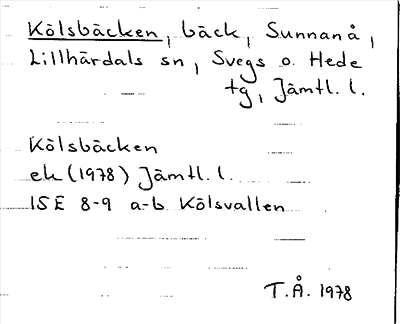 Kölsbäcken, bäck, Sunnanå,
Lillhärdals sn, Svegs o. Hede
tg, Jämtl. l.
Kölsbäcken
ek (1978) Jämtl. l.
15E 8-9 a-b Kölsvallen
T.Å. 1978